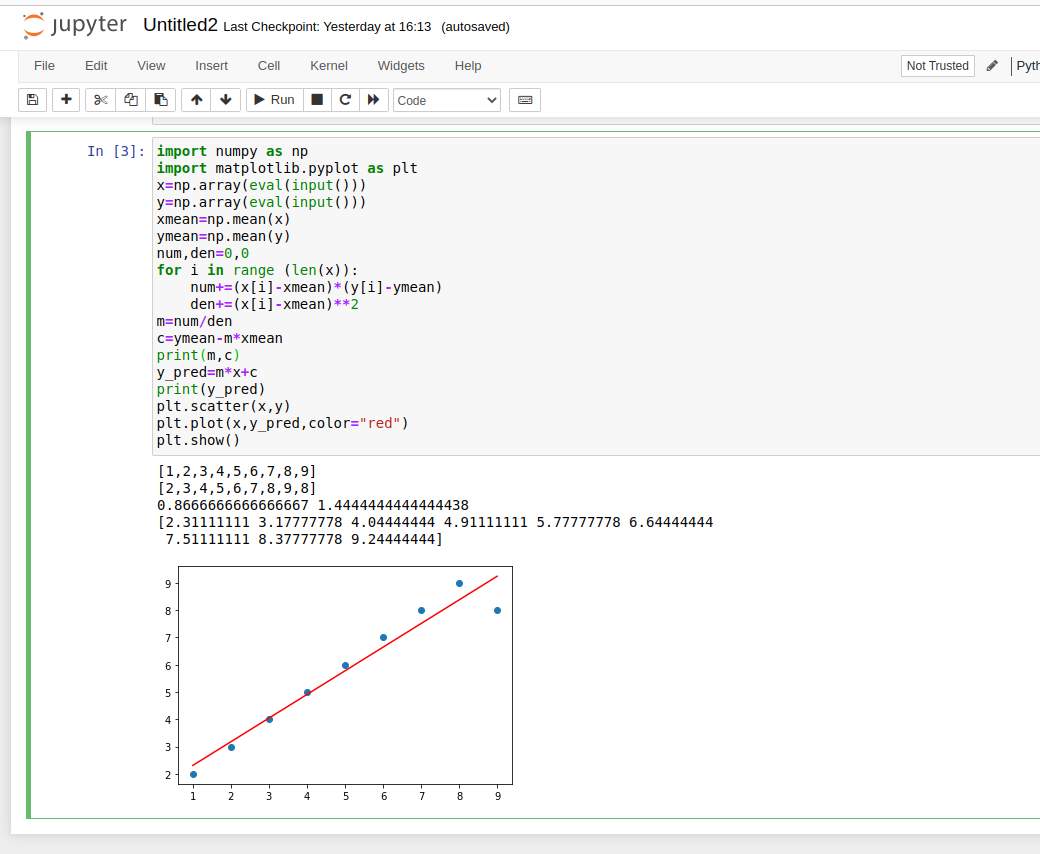 jupyter Untitled2 Last Checkpoint: Yesterday at 16:13 (autosaved)
File Edit View Insert Cell Kernel Widgets Help Not Trusted Pyth
Run Code
In [3]: import numpy as np
import matplotlib.pyplot as plt
x=np.array(eval(input()))
y=np.array(eval(input()))
xmean=np.mean(x)
ymean=np.mean(y)
num,den=0,0
for i in range (len(x)):
    num+=(x[i]-xmean)*(y[i]-ymean)
    den+=(x[i]-xmean)**2
m=num/den
c=ymean-m*xmean
print(m,c)
y_pred=m*x+c
print(y_pred)
plt.scatter(x,y)
plt.plot(x,y_pred,color="red")
plt.show()
[1,2,3,4,5,6,7,8,9]
[2,3,4,5,6,7,8,9,8]
0.8666666666666667 1.4444444444444438
[2.31111111 3.17777778 4.04444444 4.91111111 5.77777778 6.64444444
 7.51111111 8.37777778 9.24444444]
9
8
7
6
5
4
3
2
1 2 3 4 5 6 7 8 9